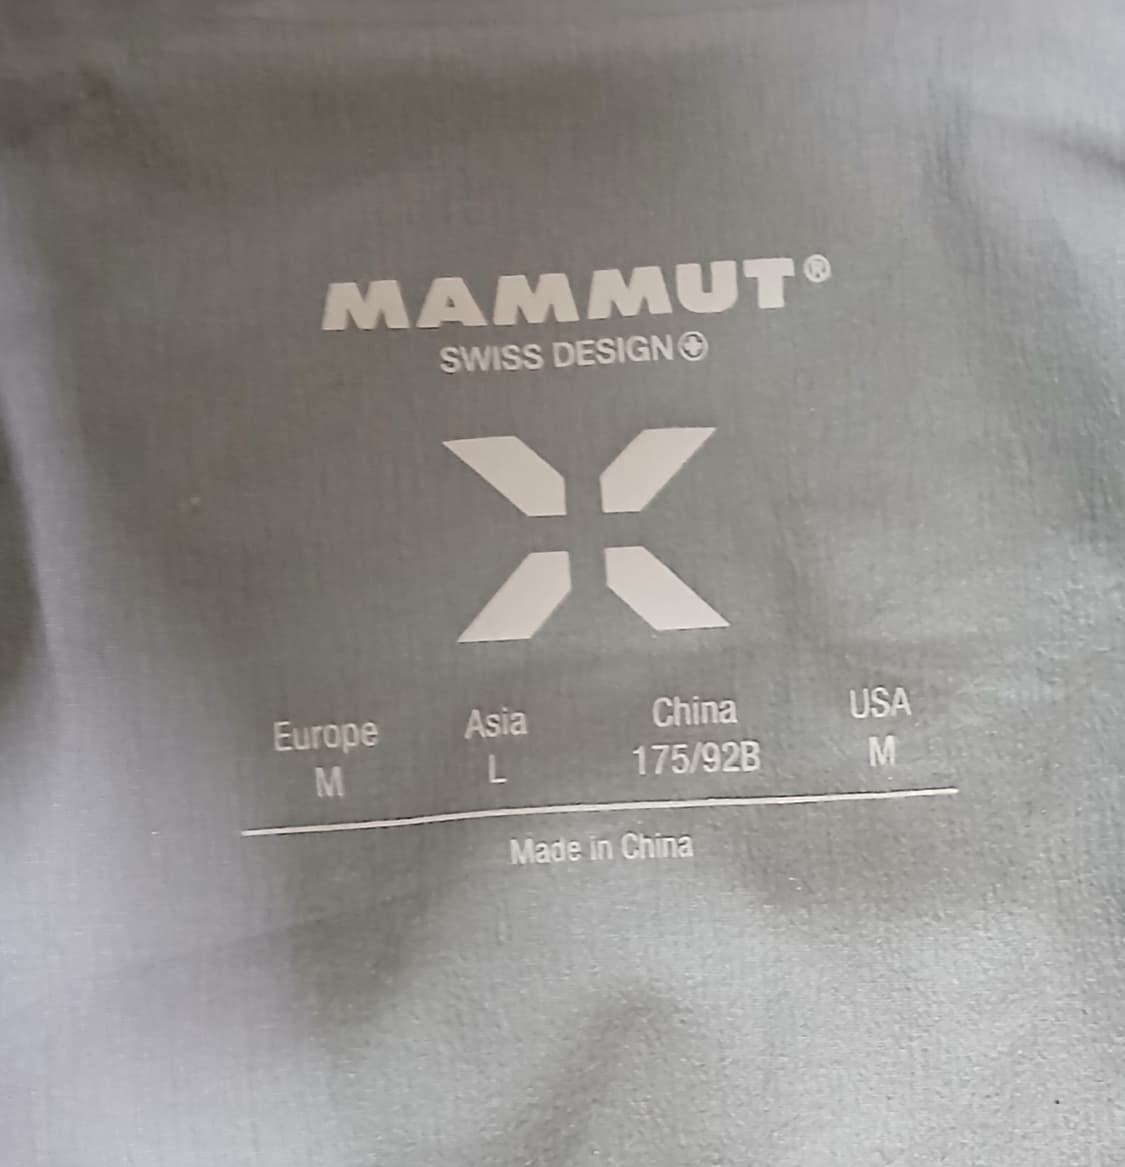 MAMMUT®
SWISS DESIGN
Europe Asia China USA
M L 175/92B M
Made in China